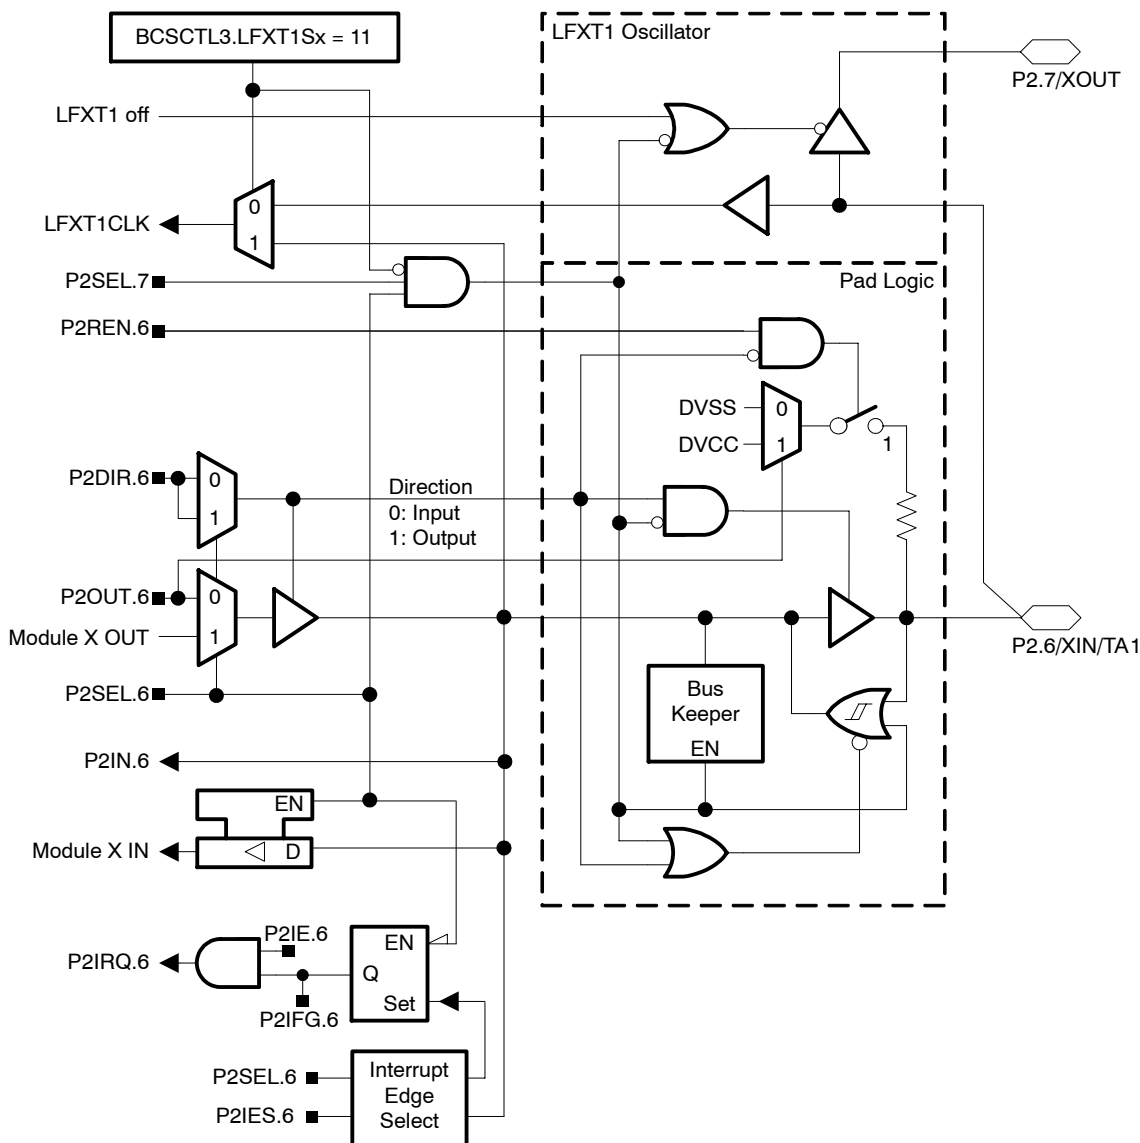 BCSCTL3.LFXT1Sx = 11
LFXT1 Oscillator
P2.7/XOUT
LFXT1 off
0
LFXT1CLK
1
P2SEL.7
Pad Logic
P2REN.6
DVSS
0
DVCC
1
1
P2DIR.6
0
1
Direction
0: Input
1: Output
P2OUT.6
0
Module X OUT
1
P2.6/XIN/TA1
P2SEL.6
Bus
Keeper
EN
P2IN.6
EN
Module X IN
D
P2IE.6
P2IRQ.6
EN
Q
Set
P2IFG.6
P2SEL.6
P2IES.6
Interrupt
Edge
Select